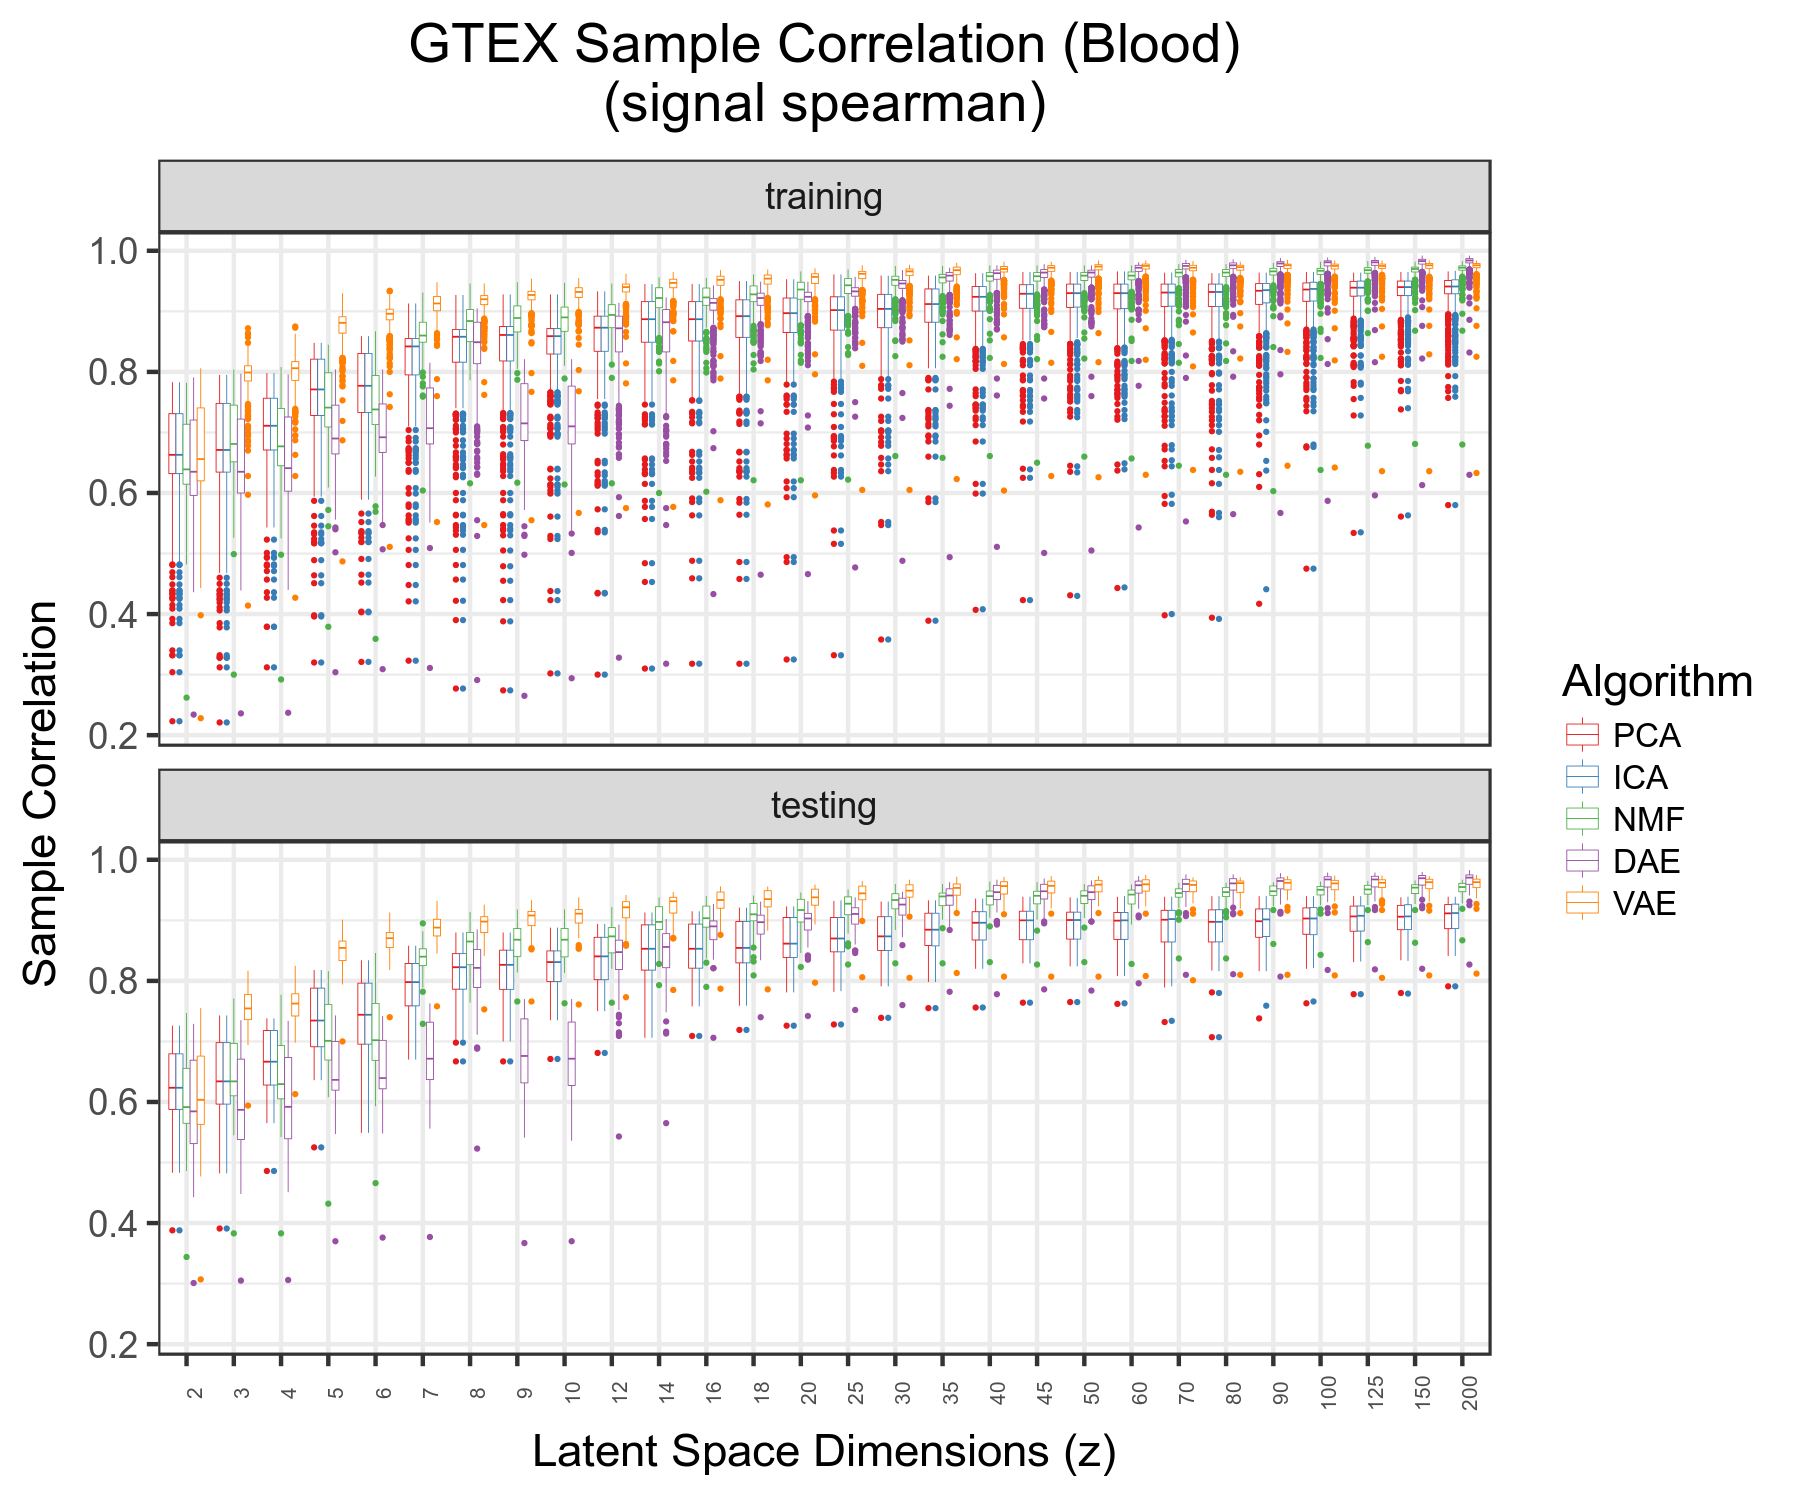 GTEX Sample Correlation (Blood)
(signal spearman)
training
1.0
0.8
0.6
0.4
0.2
testing
1.0
0.8
0.6
0.4
0.2
Sample Correlation
2 3 4 5 6 7 8 9 10 12 14 16 18 20 25 30 35 40 45 50 60 70 80 90 100 125 150 200
Latent Space Dimensions (z)
Algorithm
PCA
ICA
NMF
DAE
VAE